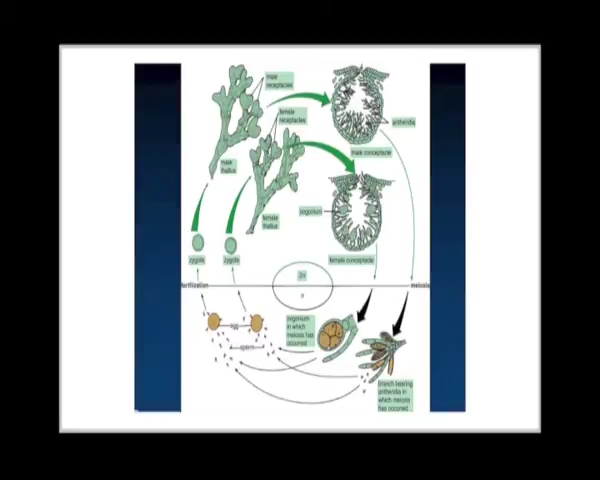 male
receptacles
female
receptacles
antheridia
male conceptacle
male
thallus
female
thallus
oogonium
zygote
zygote
female conceptacle
fertilization
2n
n
meiosis
egg
sperm
oogonium
in which
meiosis has
occurred
branch bearing
antheridia in
which meiosis
has occurred